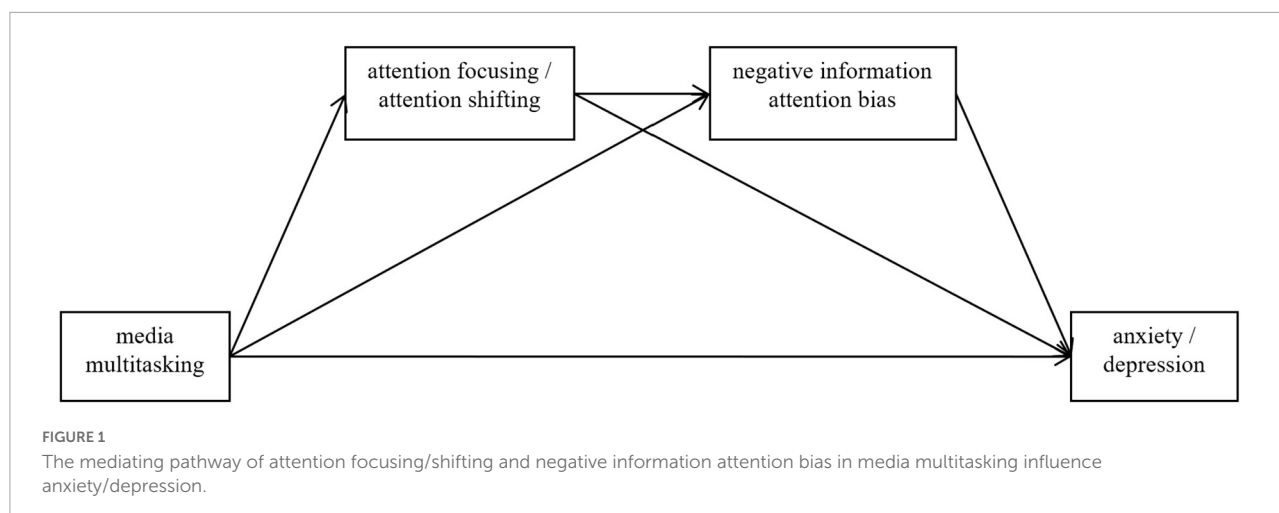 attention focusing /
attention shifting
negative information
attention bias
media
multitasking
anxiety /
depression
FIGURE 1
The mediating pathway of attention focusing/shifting and negative information attention bias in media multitasking influence
anxiety/depression.